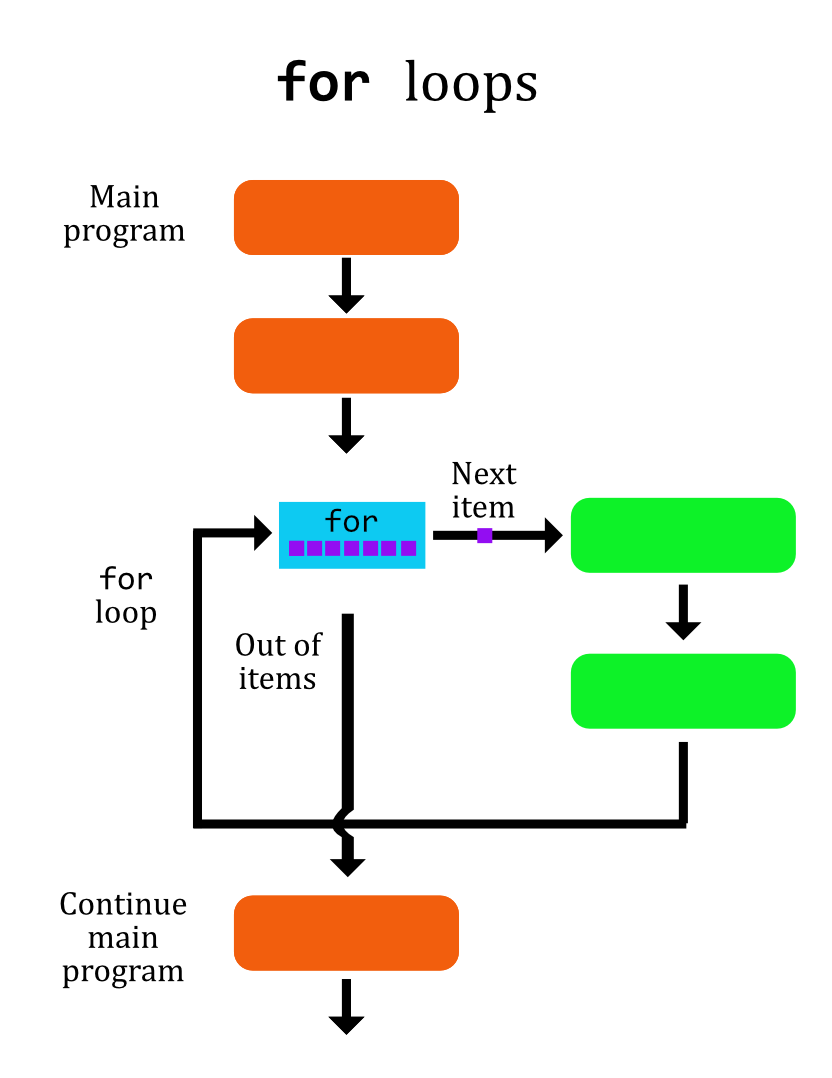 for loops
Main
program
Next
item
for
for
loop
Out of
items
Continue
main
program